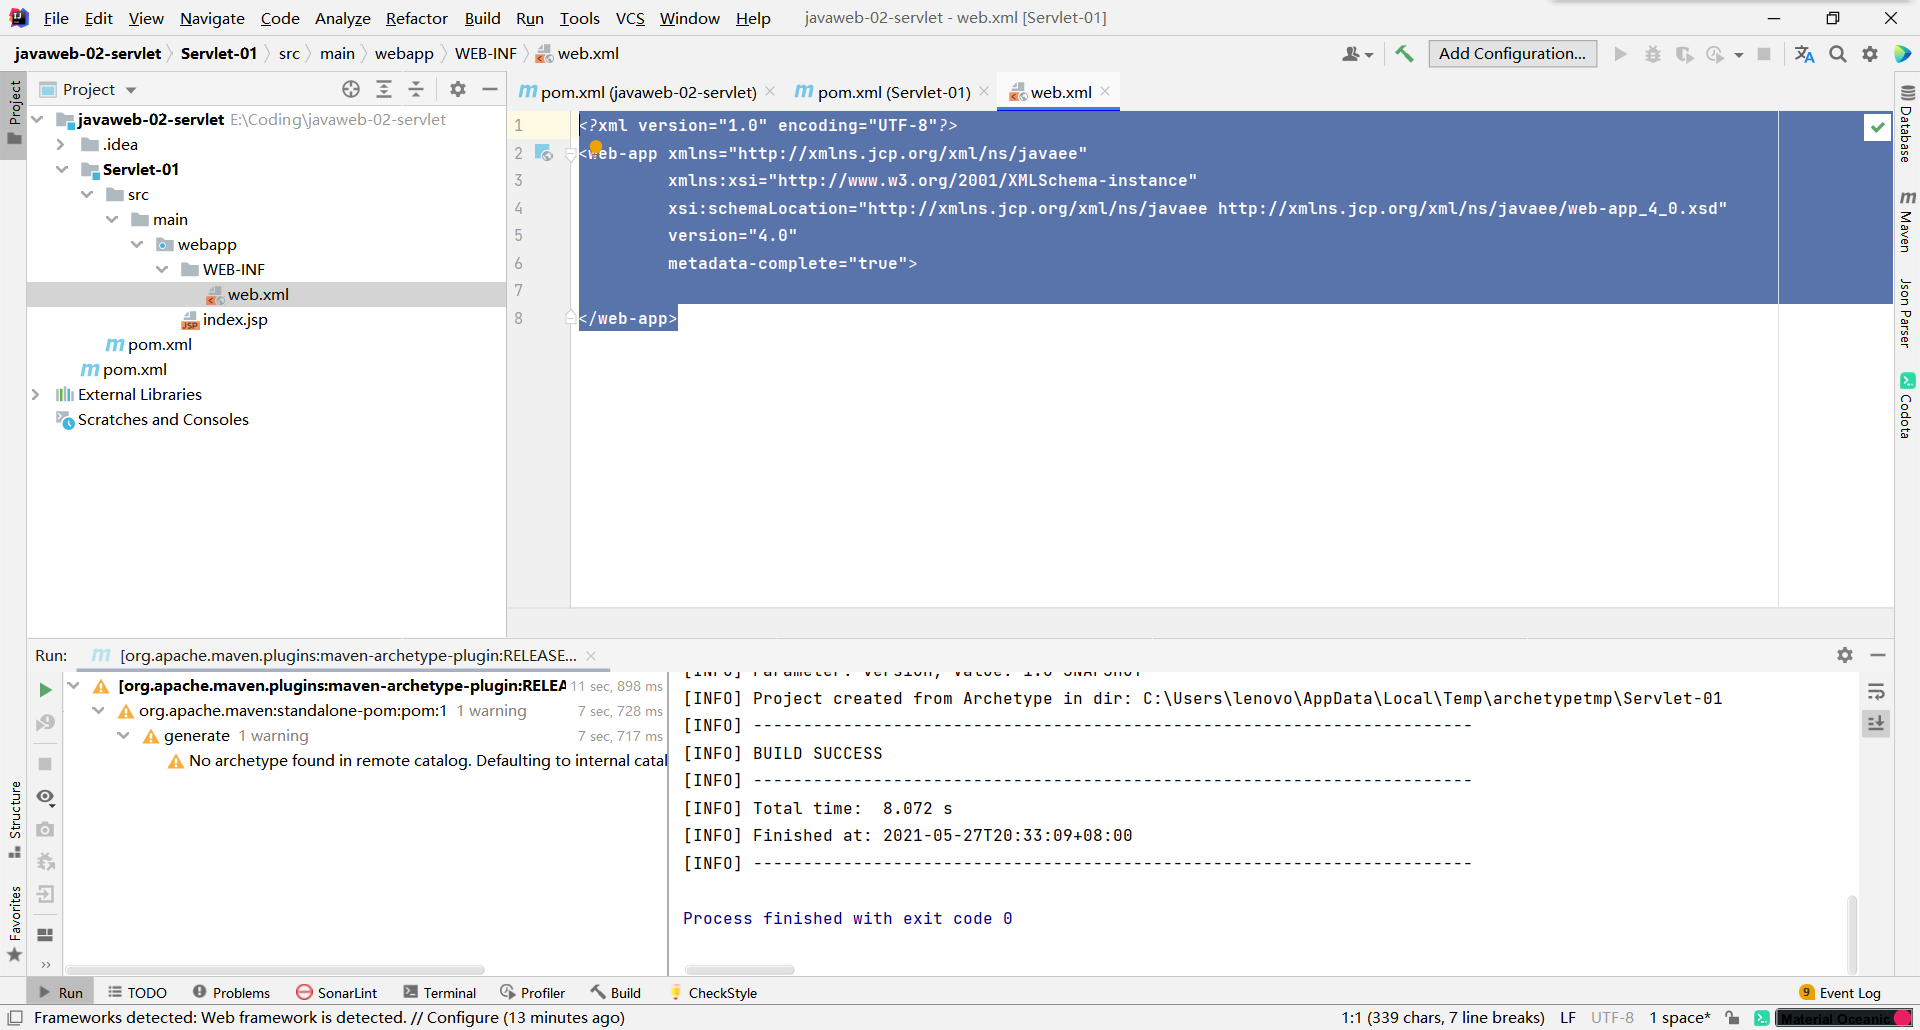 File Edit View Navigate Code Analyze Refactor Build Run Tools VCS Window Help javaweb-02-servlet - web.xml [Servlet-01]
javaweb-02-servlet Servlet-01 src main webapp WEB-INF web.xml Add Configuration...
Project
pom.xml (javaweb-02-servlet) pom.xml (Servlet-01) web.xml
Project
javaweb-02-servlet E:\Coding\javaweb-02-servlet
.idea
Servlet-01
src
main
webapp
WEB-INF
web.xml
index.jsp
pom.xml
pom.xml
External Libraries
Scratches and Consoles
1 <?xml version="1.0" encoding="UTF-8"?>
2 <web-app xmlns="http://xmlns.jcp.org/xml/ns/javaee"
3 xmlns:xsi="http://www.w3.org/2001/XMLSchema-instance"
4 xsi:schemaLocation="http://xmlns.jcp.org/xml/ns/javaee http://xmlns.jcp.org/xml/ns/javaee/web-app_4_0.xsd"
5 version="4.0"
6 metadata-complete="true">
7
8 </web-app>
Database
Maven
Json Parser
Codota
Run: [org.apache.maven.plugins:maven-archetype-plugin:RELEASE...
[org.apache.maven.plugins:maven-archetype-plugin:RELEA 11 sec, 898 ms
org.apache.maven:standalone-pom:pom:1 1 warning 7 sec, 728 ms
generate 1 warning 7 sec, 717 ms
No archetype found in remote catalog. Defaulting to internal catal
[INFO] Parameter: version, Value: 1.0-SNAPSHOT
[INFO] Project created from Archetype in dir: C:\Users\lenovo\AppData\Local\Temp\archetypetmp\Servlet-01
[INFO] ------------------------------------------------------------------------
[INFO] BUILD SUCCESS
[INFO] ------------------------------------------------------------------------
[INFO] Total time:  8.072 s
[INFO] Finished at: 2021-05-27T20:33:09+08:00
[INFO] ------------------------------------------------------------------------
Process finished with exit code 0
Structure
Favorites
Run TODO Problems SonarLint Terminal Profiler Build CheckStyle 9 Event Log
Frameworks detected: Web framework is detected. // Configure (13 minutes ago) 1:1 (339 chars, 7 line breaks) LF UTF-8 1 space* Material Oceanic